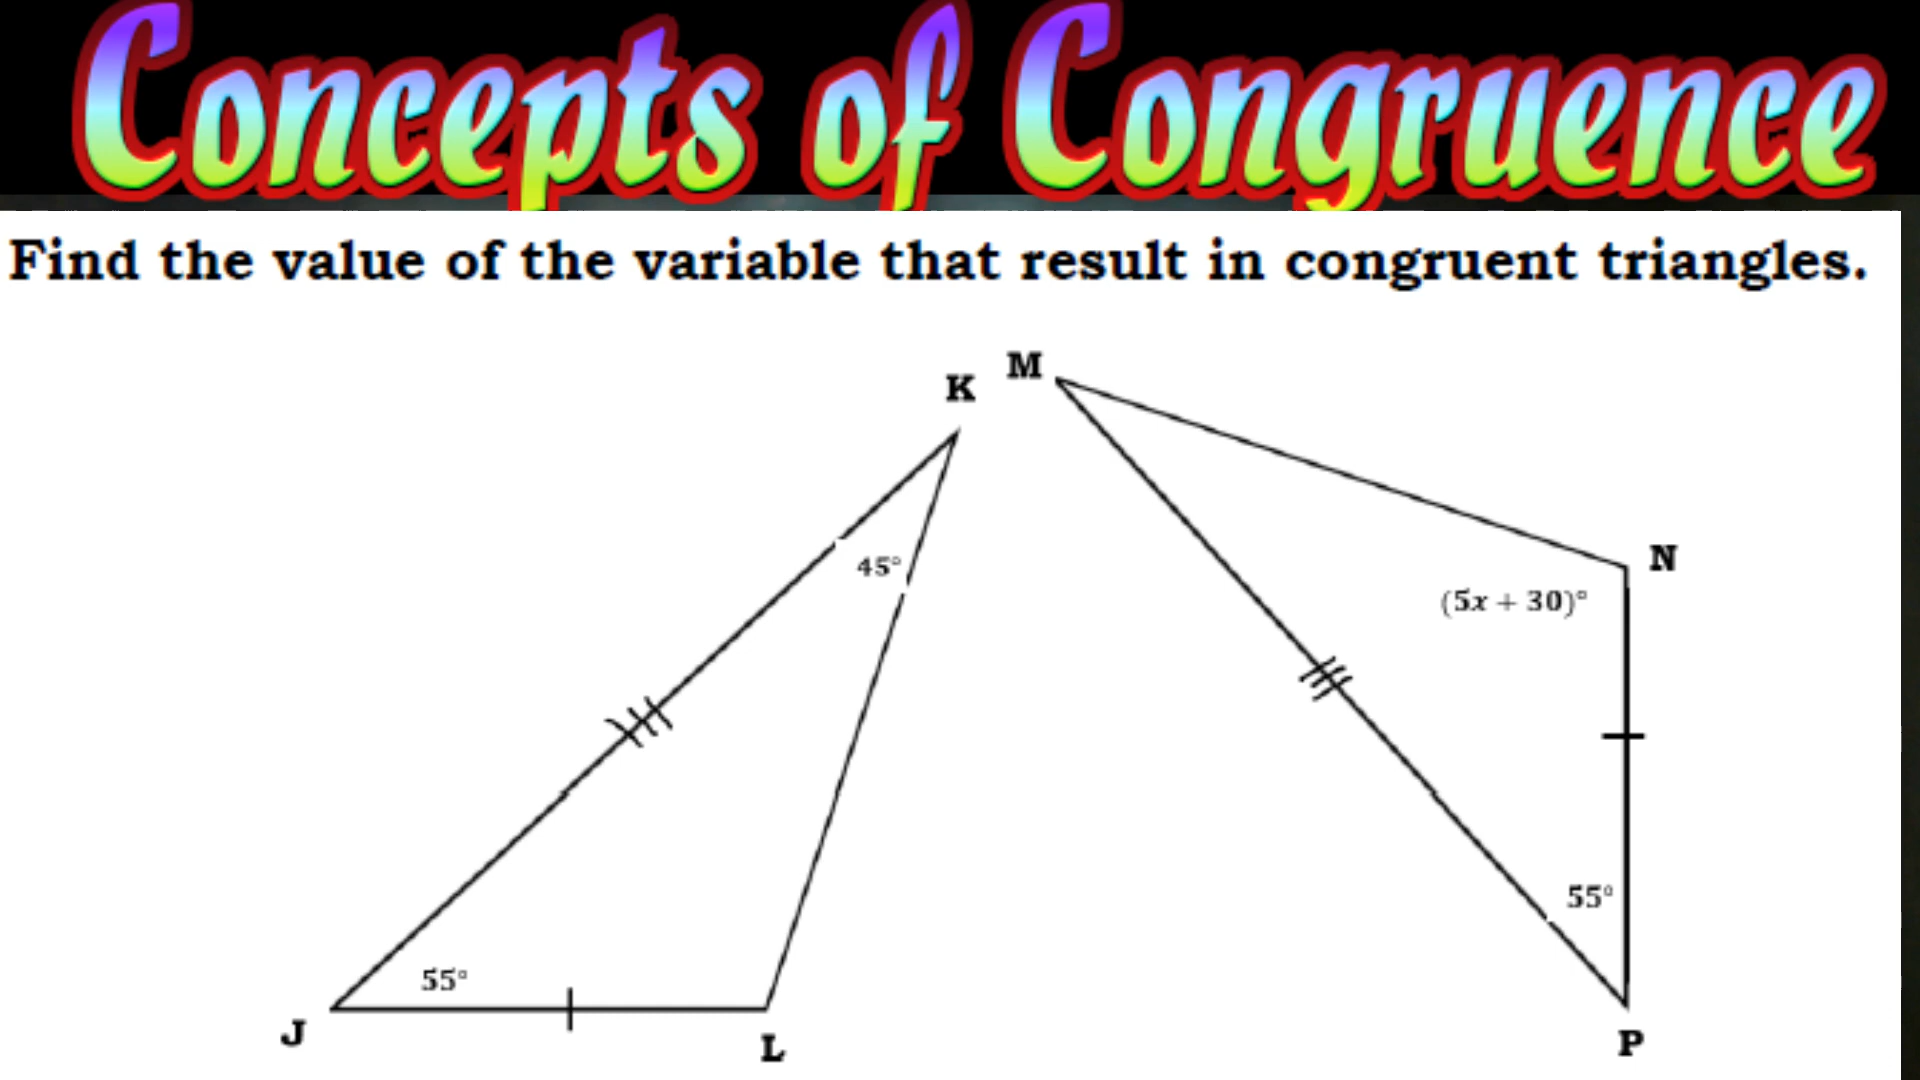 Concepts of Congruence
Find the value of the variable that result in congruent triangles.
K
M
45°
N
(5x + 30)°
55°
55°
J
L
P